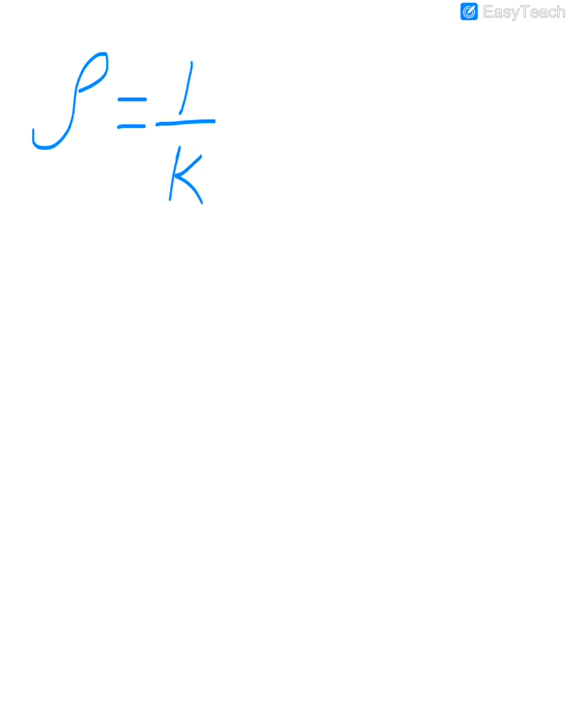 EasyTeach
ρ = 1/K